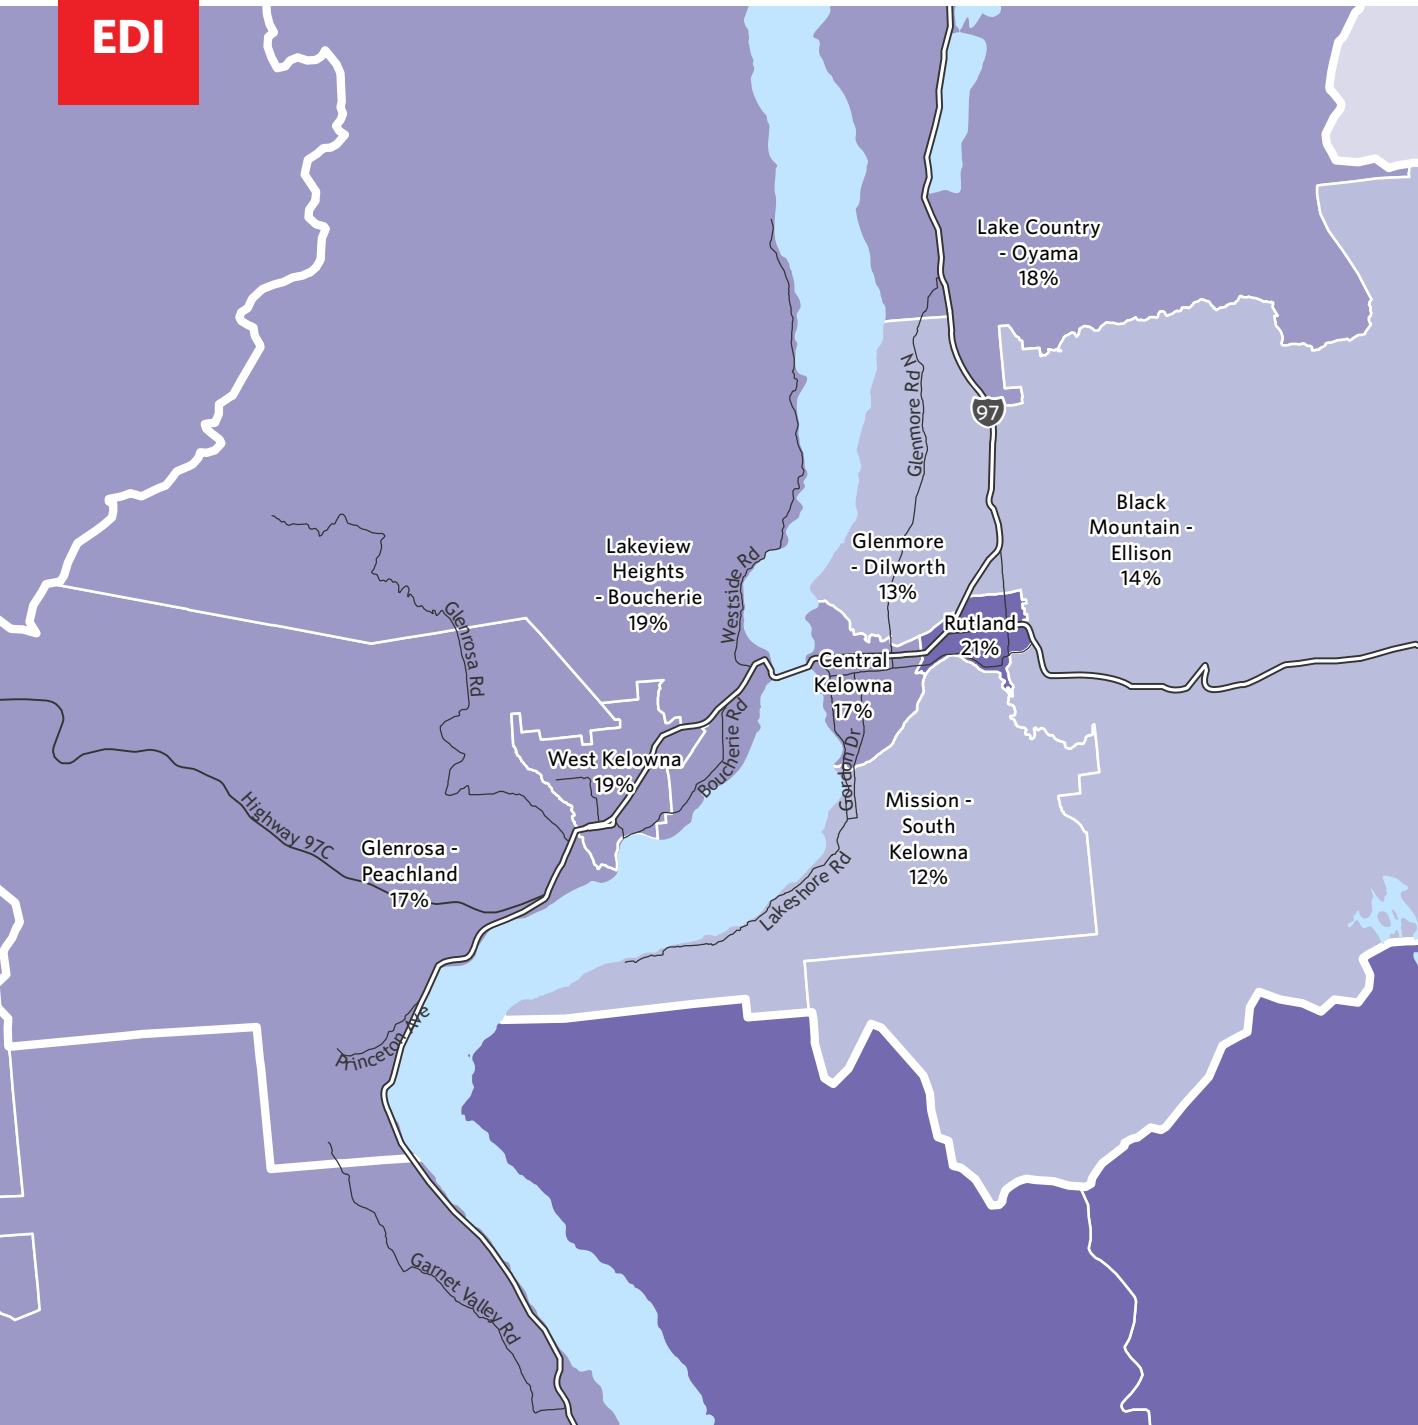 EDI
Lake Country
- Oyama
18%
Glenmore Rd N
97
Black
Mountain -
Ellison
14%
Lakeview
Heights
- Boucherie
19%
Westside Rd
Glenmore
- Dilworth
13%
Rutland
21%
Glenrosa Rd
Central
Kelowna
17%
Boucherie Rd
West Kelowna
19%
Gordon Dr
Mission -
South
Kelowna
12%
Highway 97C
Glenrosa -
Peachland
17%
Lakeshore Rd
Princeton Ave
Garnet Valley Rd